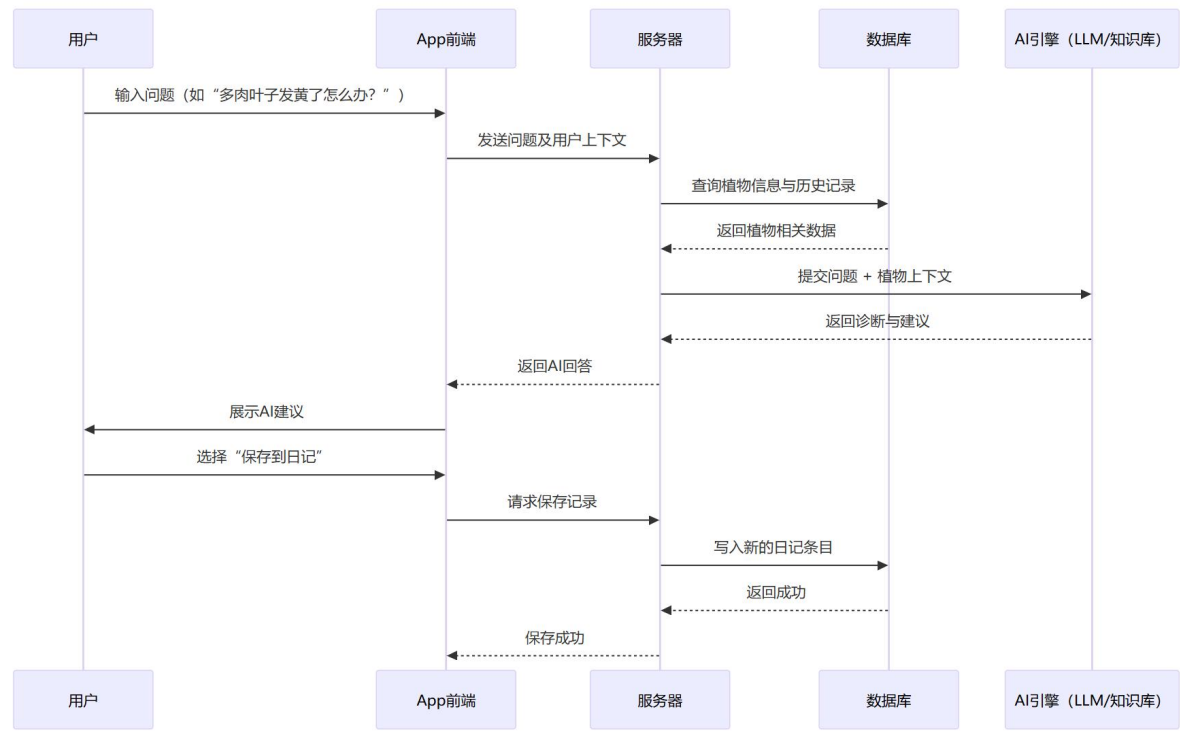 用户
App前端
服务器
数据库
AI引擎（LLM/知识库）
输入问题（如“多肉叶子发黄了怎么办？”）
发送问题及用户上下文
查询植物信息与历史记录
返回植物相关数据
提交问题 + 植物上下文
返回诊断与建议
返回AI回答
展示AI建议
选择“保存到日记”
请求保存记录
写入新的日记条目
返回成功
保存成功
用户
App前端
服务器
数据库
AI引擎（LLM/知识库）